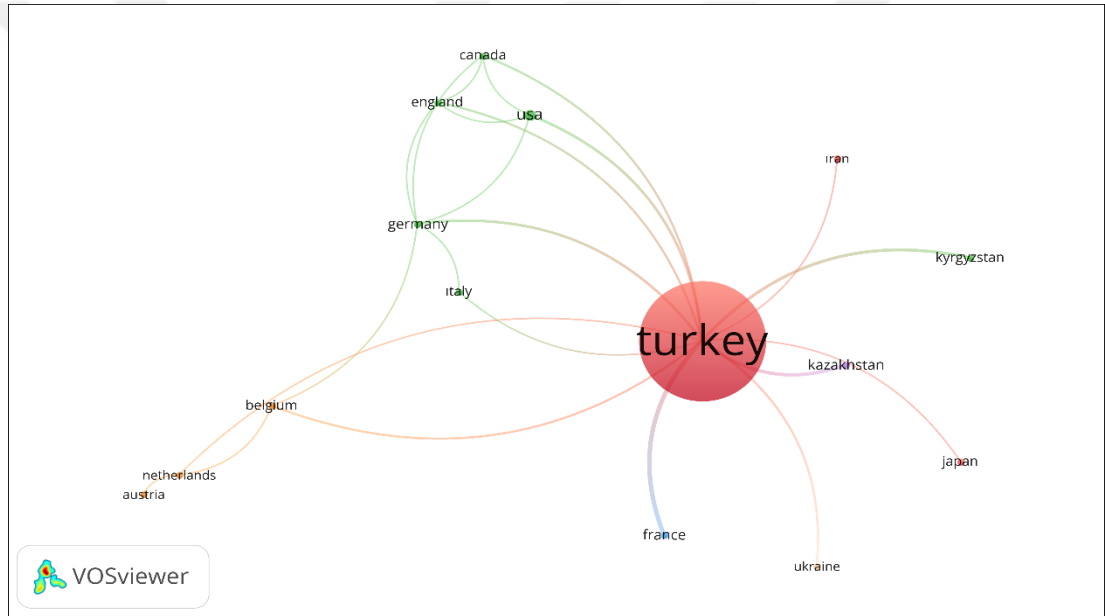 canada
england
usa
ıran
germany
kyrgyzstan
ıtaly
turkey
kazakhstan
belgium
japan
netherlands
austria
france
ukraine
VOSviewer